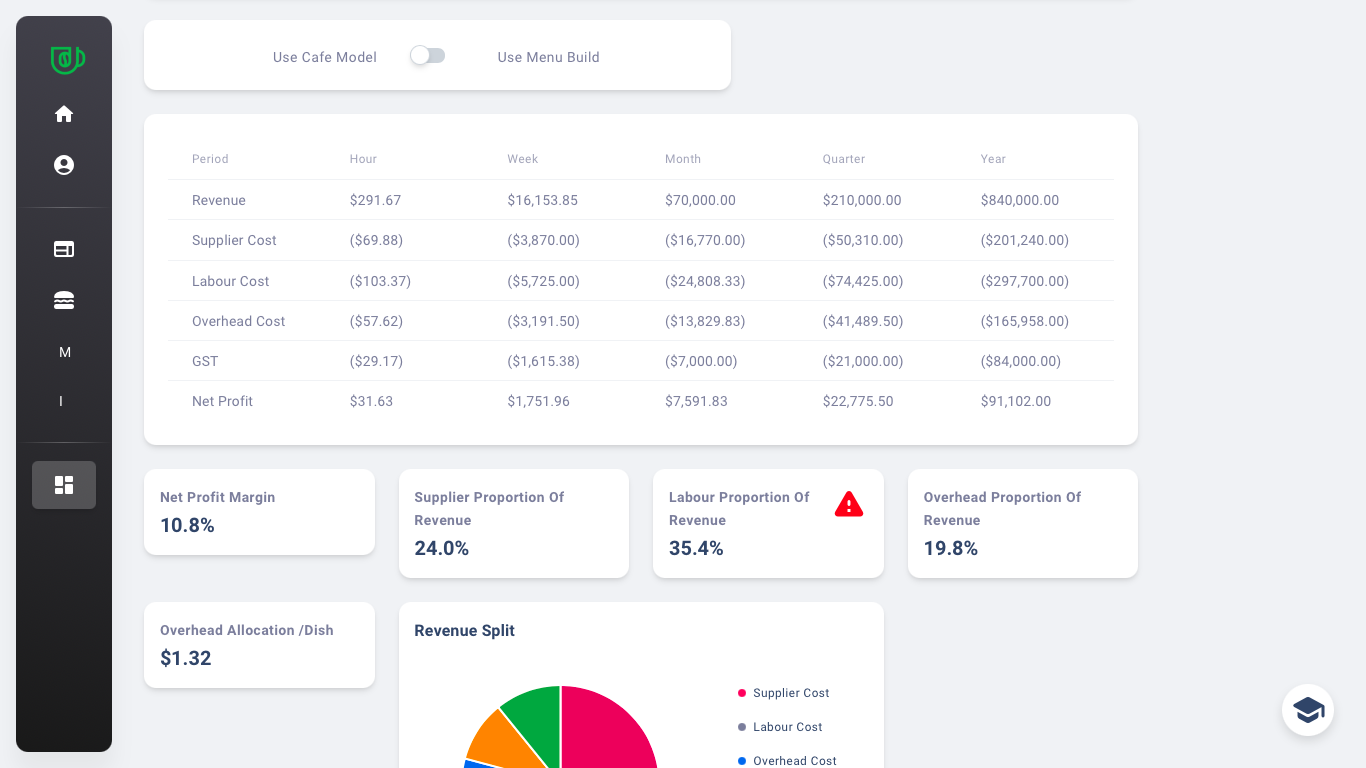 Use Cafe Model Use Menu Build
Period Hour Week Month Quarter Year
Revenue $291.67 $16,153.85 $70,000.00 $210,000.00 $840,000.00
Supplier Cost ($69.88) ($3,870.00) ($16,770.00) ($50,310.00) ($201,240.00)
Labour Cost ($103.37) ($5,725.00) ($24,808.33) ($74,425.00) ($297,700.00)
Overhead Cost ($57.62) ($3,191.50) ($13,829.83) ($41,489.50) ($165,958.00)
GST ($29.17) ($1,615.38) ($7,000.00) ($21,000.00) ($84,000.00)
Net Profit $31.63 $1,751.96 $7,591.83 $22,775.50 $91,102.00
M
I
Net Profit Margin
10.8%
Supplier Proportion Of
Revenue
24.0%
Labour Proportion Of
Revenue
35.4%
Overhead Proportion Of
Revenue
19.8%
Overhead Allocation /Dish
$1.32
Revenue Split
Supplier Cost
Labour Cost
Overhead Cost